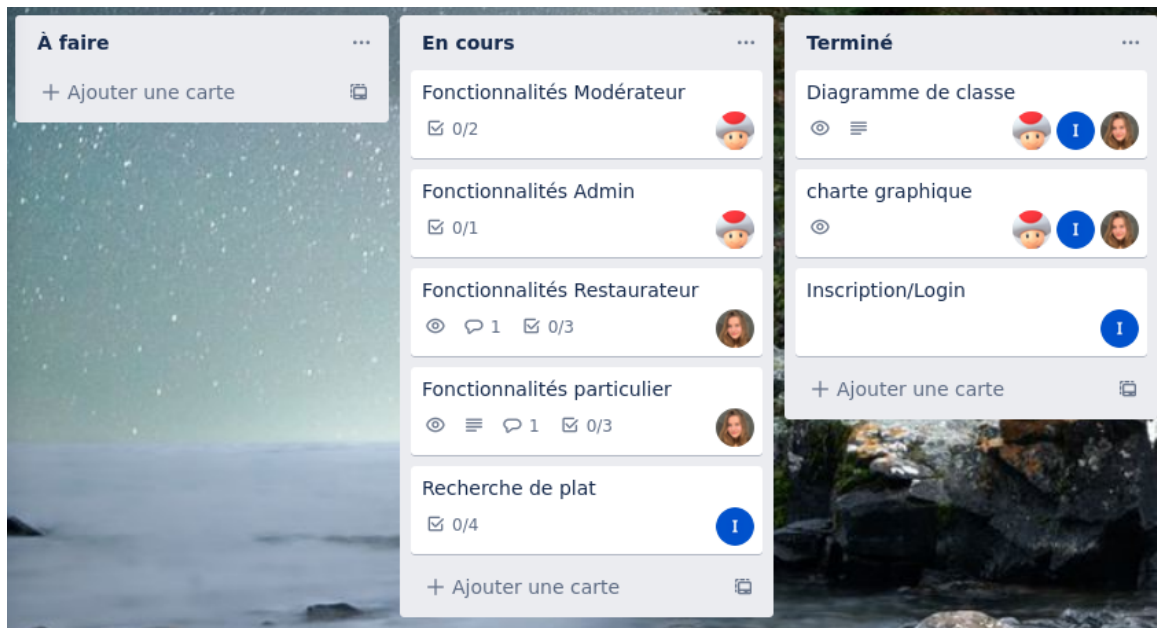 À faire
Ajouter une carte
En cours
Fonctionnalités Modérateur
0/2
Fonctionnalités Admin
0/1
Fonctionnalités Restaurateur
1 0/3
Fonctionnalités particulier
1 0/3
Recherche de plat
0/4
I
Ajouter une carte
Terminé
Diagramme de classe
I
charte graphique
I
Inscription/Login
I
Ajouter une carte